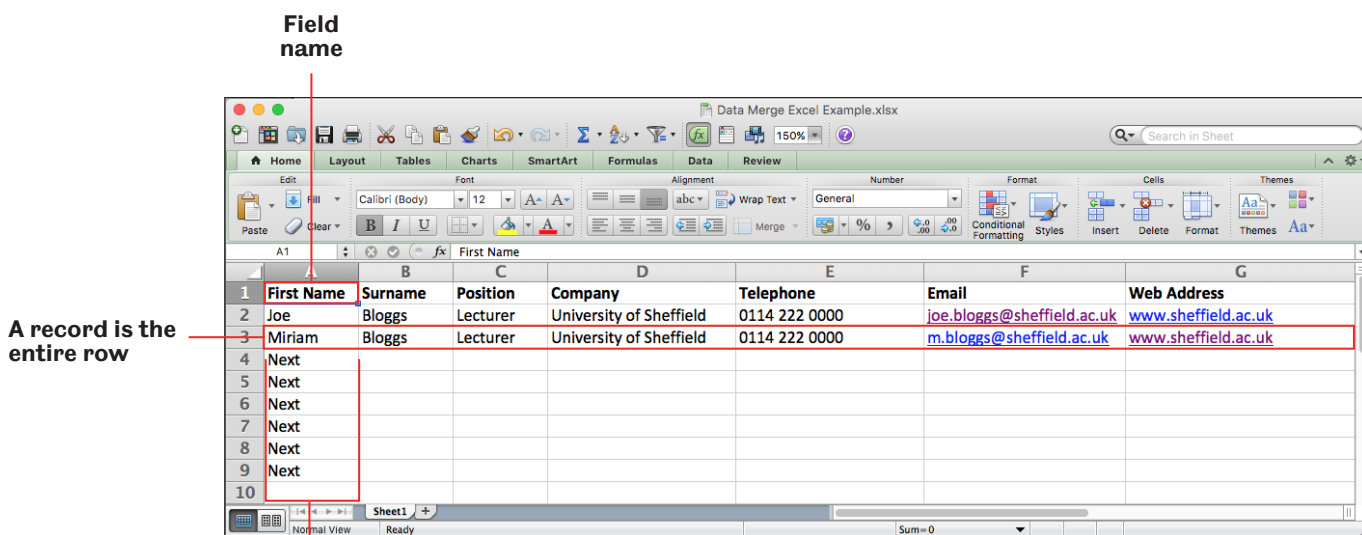 Field
name
Data Merge Excel Example.xlsx
150%
Search in Sheet
Home Layout Tables Charts SmartArt Formulas Data Review
Edit Font Alignment Number Format Cells Themes
Fill Calibri (Body) 12 A A abc Wrap Text General Aa
Paste Clear B I U A Merge % , .0 .00 .00 .0 Conditional Formatting Styles Insert Delete Format Themes Aa
A1 fx First Name
A B C D E F G
1 First Name Surname Position Company Telephone Email Web Address
2 Joe Bloggs Lecturer University of Sheffield 0114 222 0000 joe.bloggs@sheffield.ac.uk www.sheffield.ac.uk
A record is the
entire row
3 Miriam Bloggs Lecturer University of Sheffield 0114 222 0000 m.bloggs@sheffield.ac.uk www.sheffield.ac.uk
4 Next
5 Next
6 Next
7 Next
8 Next
9 Next
10
Sheet1 +
Normal View Ready Sum=0